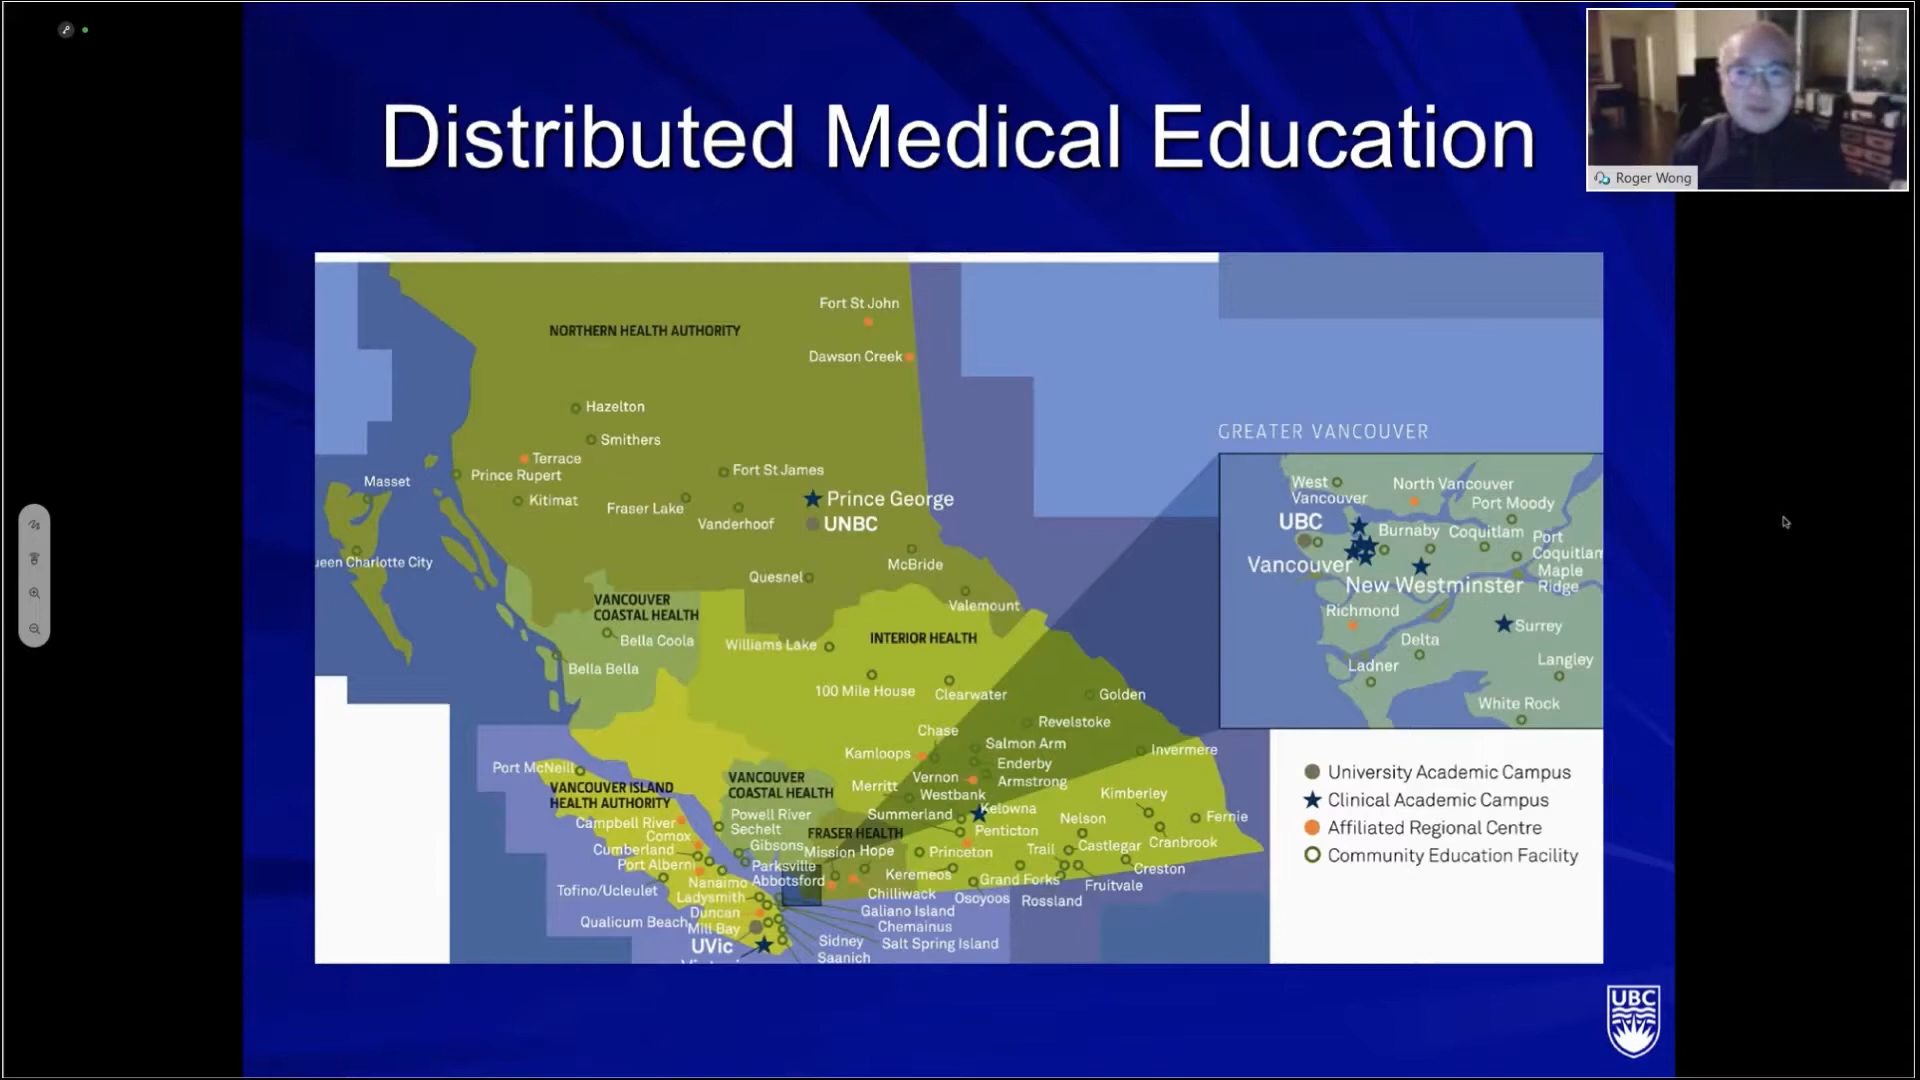 Distributed Medical Education
Roger Wong
Fort St John
NORTHERN HEALTH AUTHORITY
Dawson Creek
Hazelton
Smithers
Terrace
Prince Rupert
Fort St James
Masset
Kitimat
Fraser Lake
Prince George
Vanderhoof
UNBC
ueen Charlotte City
McBride
Quesnel
VANCOUVER
COASTAL HEALTH
Valemount
Bella Coola
Williams Lake
INTERIOR HEALTH
Bella Bella
100 Mile House
Clearwater
Golden
Revelstoke
Chase
Salmon Arm
Kamloops
Invermere
Enderby
Port McNeill
VANCOUVER ISLAND
HEALTH AUTHORITY
VANCOUVER
COASTAL HEALTH
Vernon
Armstrong
Merritt
Westbank
Kimberley
Kelowna
Summerland
Powell River
Nelson
Fernie
Campbell River
Sechelt
FRASER HEALTH
Penticton
Comox
Gibsons
Mission
Hope
Princeton
Trail
Castlegar
Cranbrook
Cumberland
Port Alberni
Parksville
Keremeos
Grand Forks
Creston
Nanaimo
Abbotsford
Fruitvale
Tofino/Ucleulet
Ladysmith
Chilliwack
Osoyoos
Rossland
Duncan
Galiano Island
Qualicum Beach
Mill Bay
Chemainus
UVic
Sidney
Salt Spring Island
Saanich
GREATER VANCOUVER
West
Vancouver
North Vancouver
Port Moody
UBC
Burnaby
Coquitlam
Port
Coquitlam
Vancouver
Maple
Ridge
New Westminster
Richmond
Surrey
Delta
Ladner
Langley
White Rock
University Academic Campus
Clinical Academic Campus
Affiliated Regional Centre
Community Education Facility
UBC